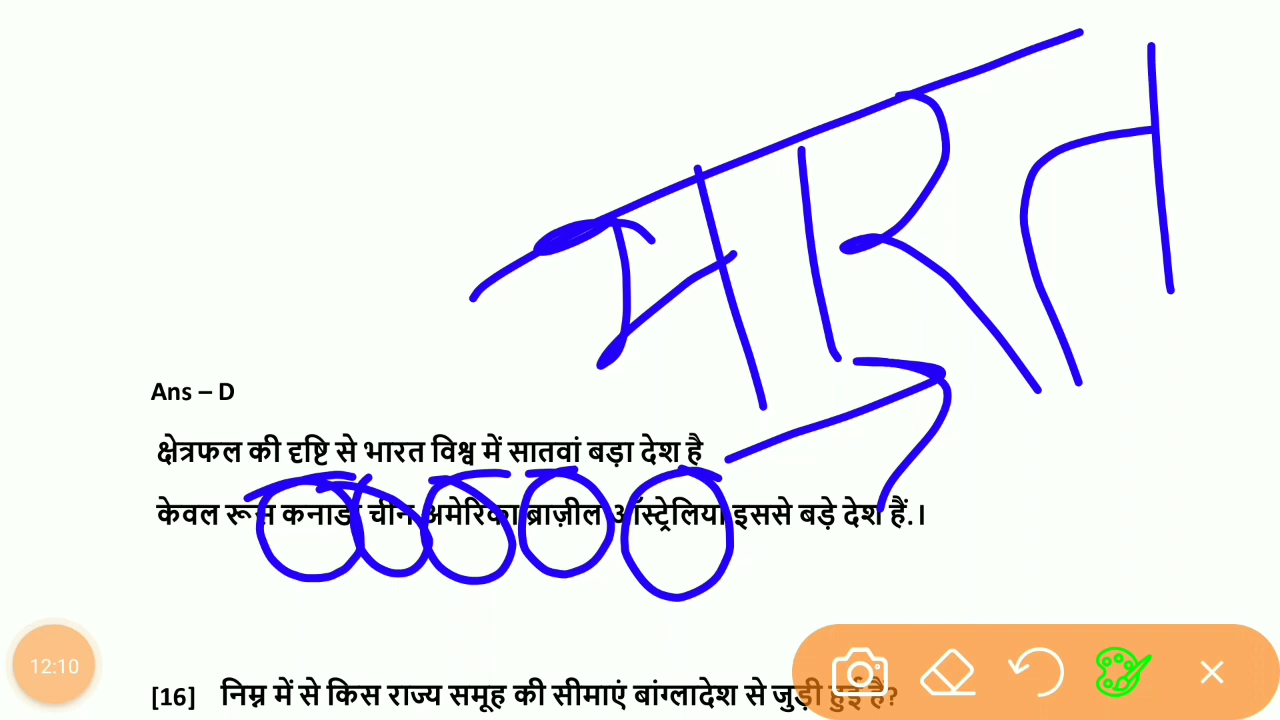 भारत
Ans – D
क्षेत्रफल की दृष्टि से भारत विश्व में सातवां बड़ा देश है
केवल रूस कनाडा चीन अमेरिका ब्राज़ील ऑस्ट्रेलिया इससे बड़े देश हैं.।
12:10
[16] निम्न में से किस राज्य समूह की सीमाएं बांग्लादेश से जुड़ी हुई है?